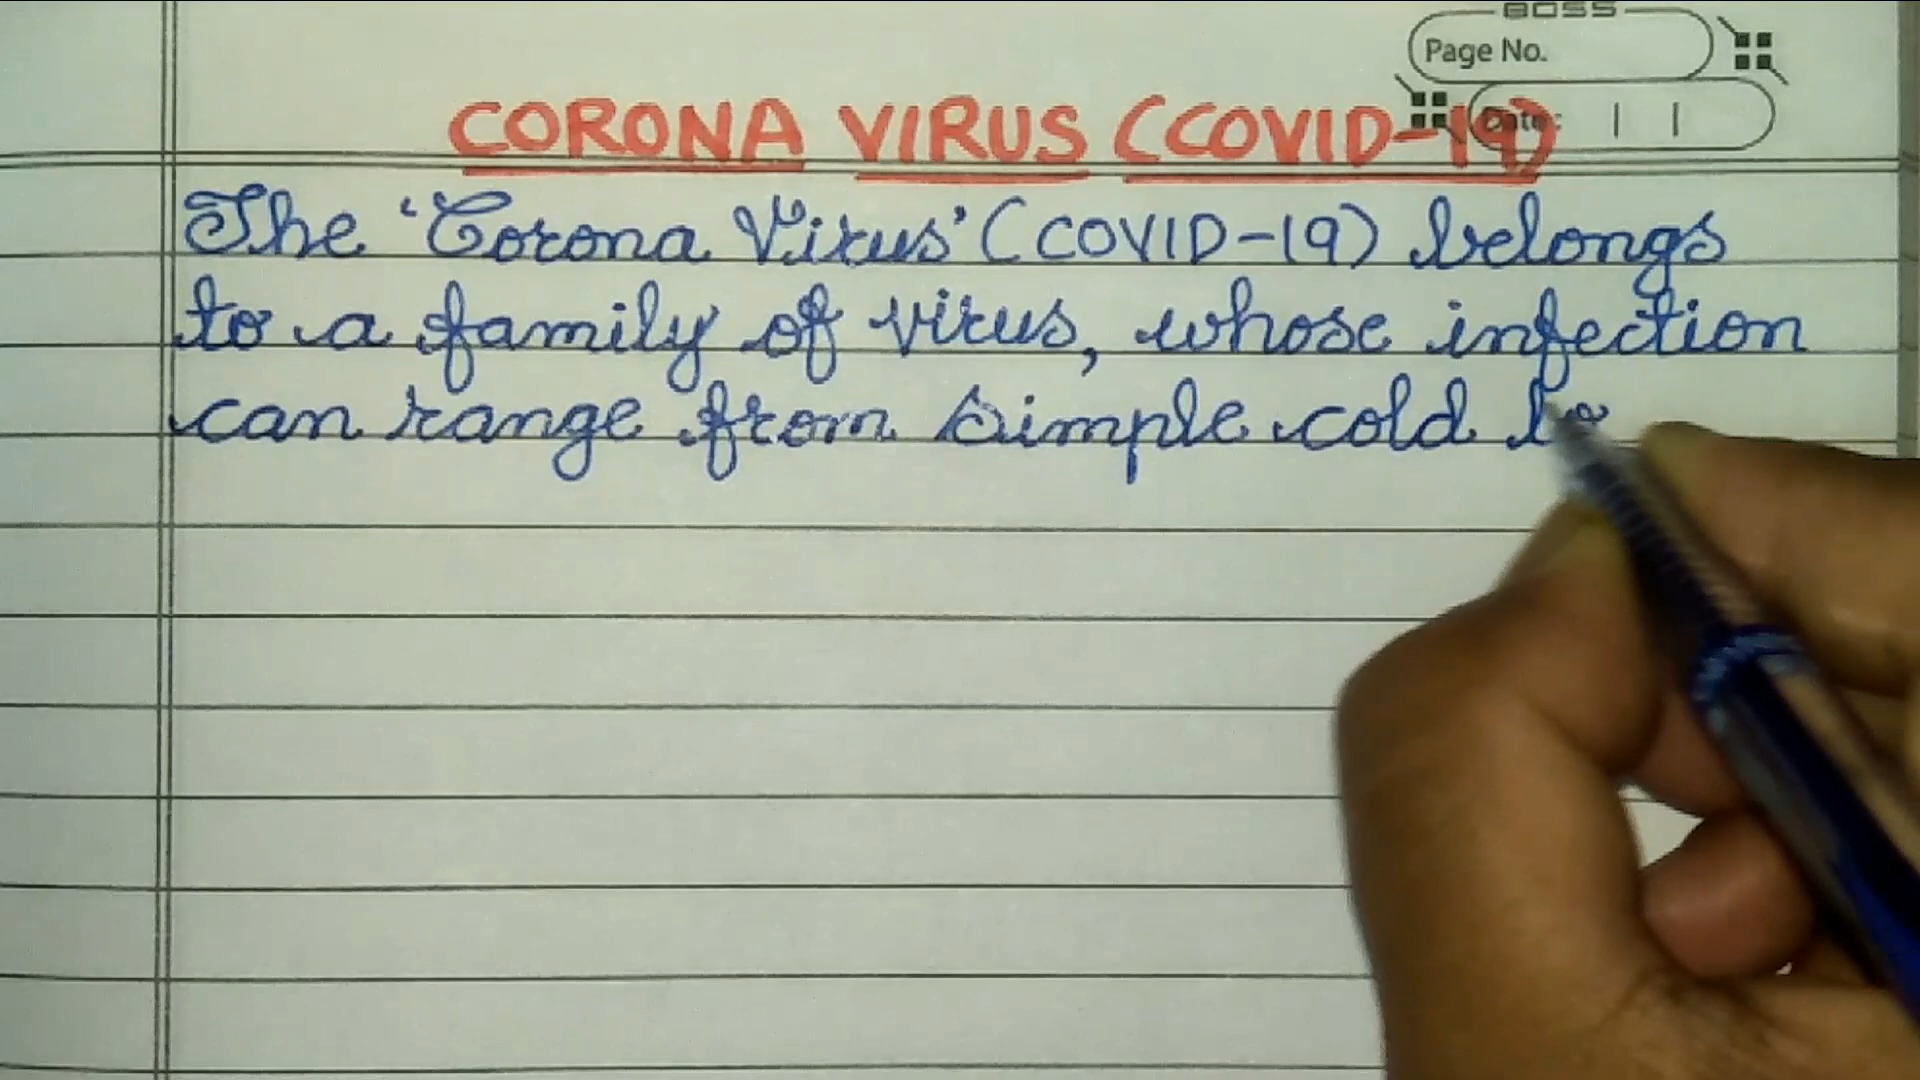 BOSS
Page No.
CORONA VIRUS (COVID-19)
Date:
The 'Corona Virus' (COVID-19) belongs
to a family of virus, whose infection
can range from simple cold to